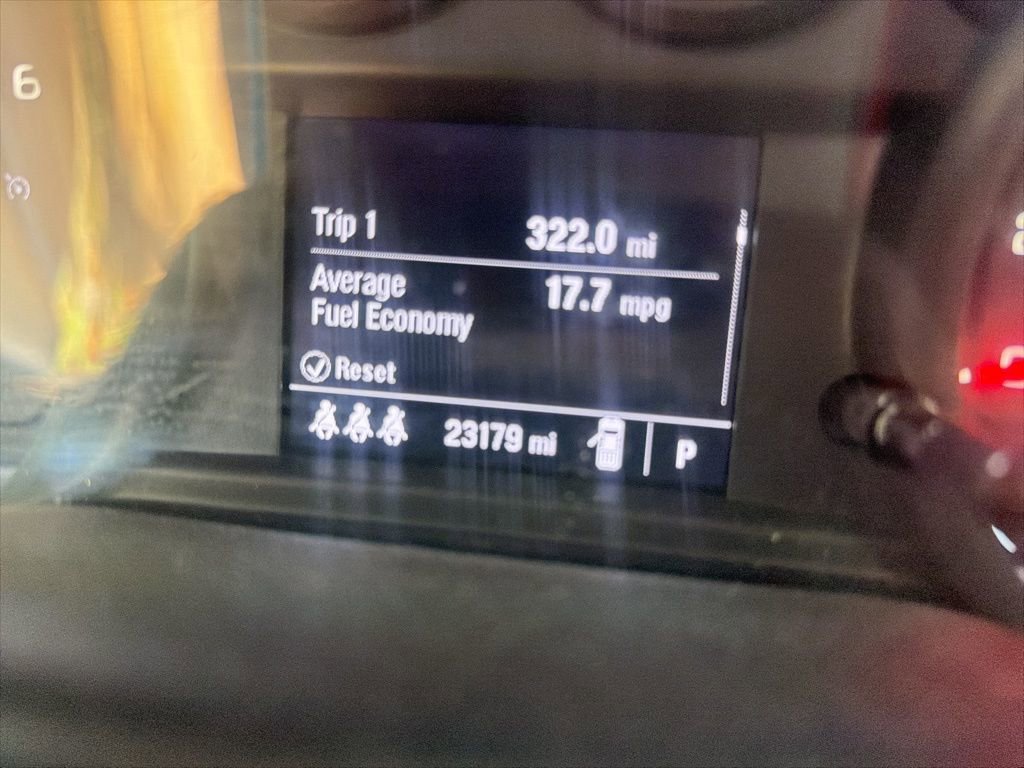 6
Trip 1 322.0 mi
Average 17.7 mpg
Fuel Economy
Reset
23179 mi P